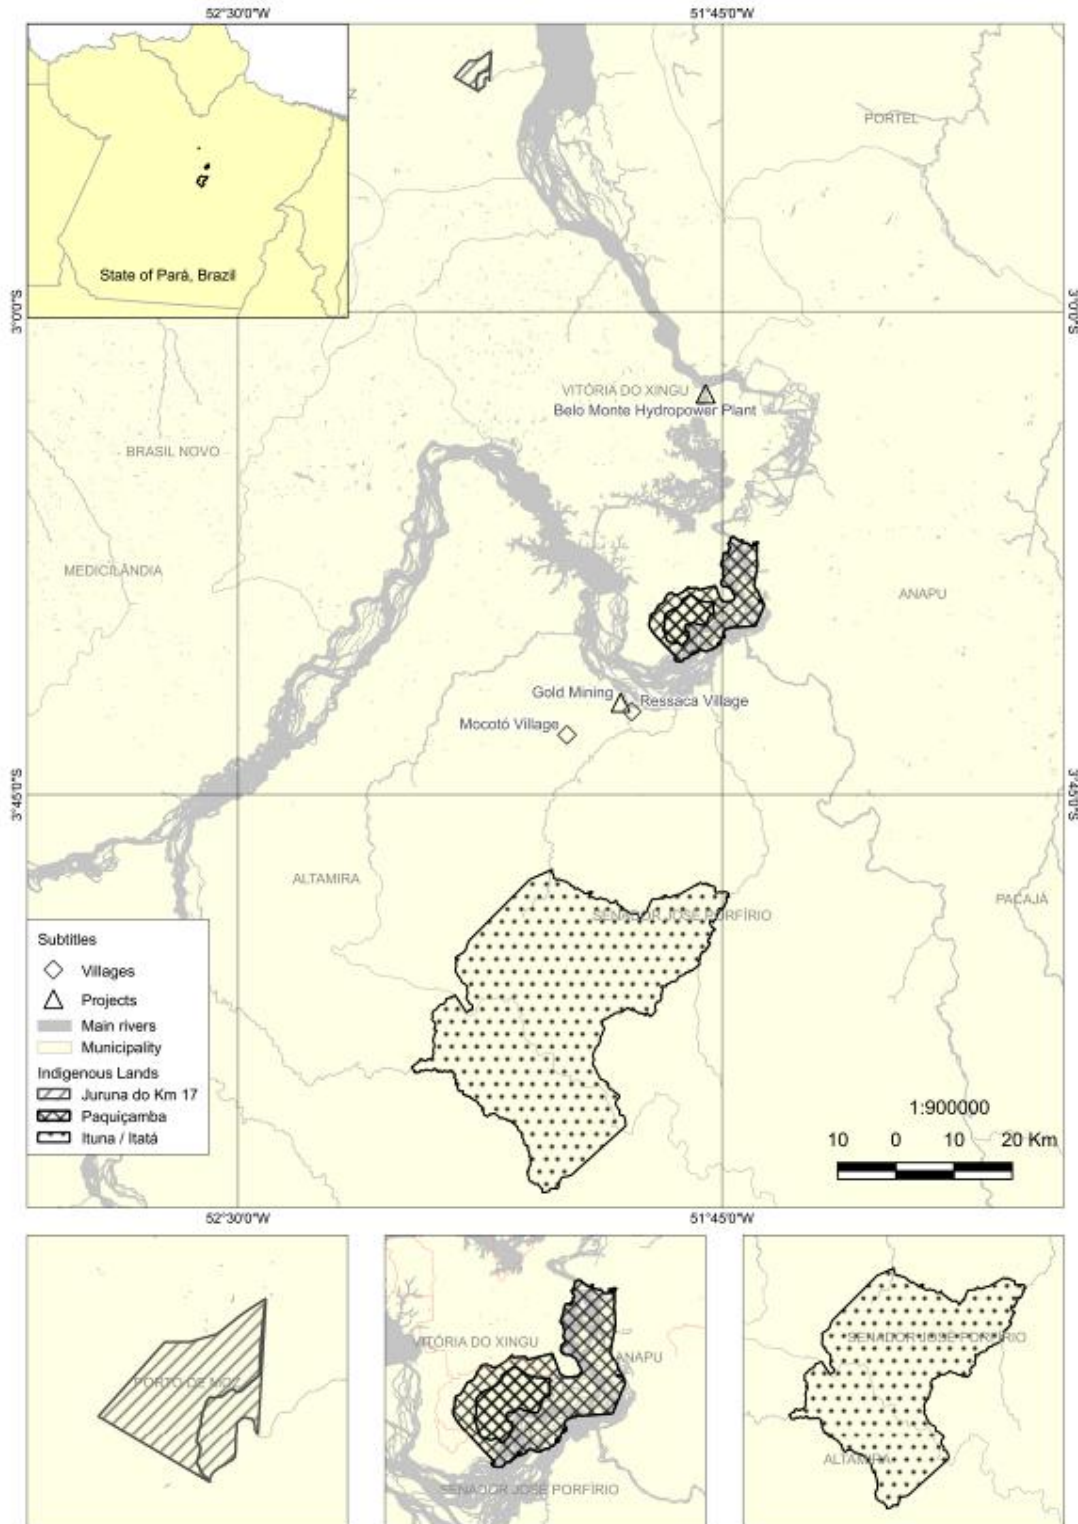 52°30'0"W 51°45'0"W
Z
PORTEL
State of Pará, Brazil
3°0'0"S 3°0'0"S
VITÓRIA DO XINGU
Belo Monte Hydropower Plant
BRASIL NOVO
MEDICILÂNDIA
ANAPU
Gold Mining
Ressaca Village
Mocotó Village
3°45'0"S 3°45'0"S
ALTAMIRA
PACAJÁ
SENADOR JOSÉ PORFÍRIO
Subtitles
Villages
Projects
Main rivers
Municipality
Indigenous Lands
Juruna do Km 17
Paquiçamba
Ituna / Itatá
1:900000
10 0 10 20 Km
52°30'0"W 51°45'0"W
PORTO DE MOZ
VITÓRIA DO XINGU
ANAPU
SENADOR JOSÉ PORFÍRIO
SENADOR JOSÉ PORFÍRIO
ALTAMIRA